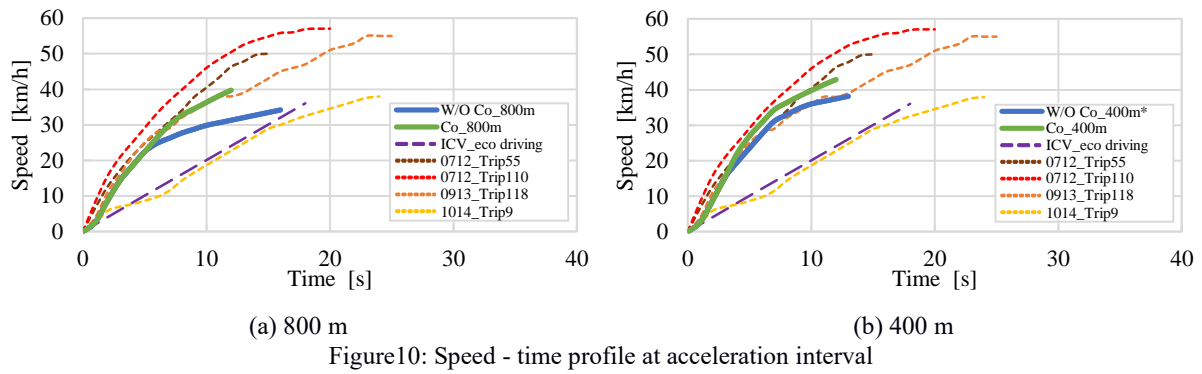 60
50
40
30
20
10
0
Speed [km/h]
0 10 20 30 40
Time [s]
W/O Co_800m
Co_800m
ICV_eco driving
0712_Trip55
0712_Trip110
0913_Trip118
1014_Trip9
(a) 800 m
60
50
40
30
20
10
0
Speed [km/h]
0 10 20 30 40
Time [s]
W/O Co_400m*
Co_400m
ICV_eco driving
0712_Trip55
0712_Trip110
0913_Trip118
1014_Trip9
(b) 400 m
Figure10: Speed - time profile at acceleration interval